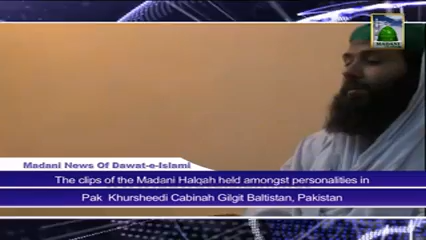 MADANI
Madani News Of Dawat-e-Islami
The clips of the Madani Halqah held amongst personalities in
Pak Khursheedi Cabinah Gilgit Baltistan, Pakistan